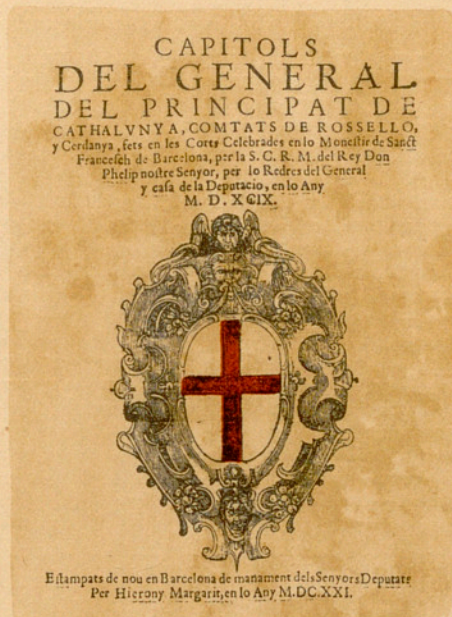 CAPITOLS
DEL GENERAL
DEL PRINCIPAT DE
CATHALVNYA, COMTATS DE ROSSELLO,
y Cerdanya, fets en les Corts Celebrades en lo Monestir de Sanct
Francesch de Barcelona, per la S. C. R. M. del Rey Don
Phelip nostre Senyor, per lo Redres del General
y casa de la Deputacio, en lo Any
M. D. XCIX.
Estampats de nou en Barcelona de manament dels Senyors Deputats
Per Hierony Margarit, en lo Any M.DC.XXI.